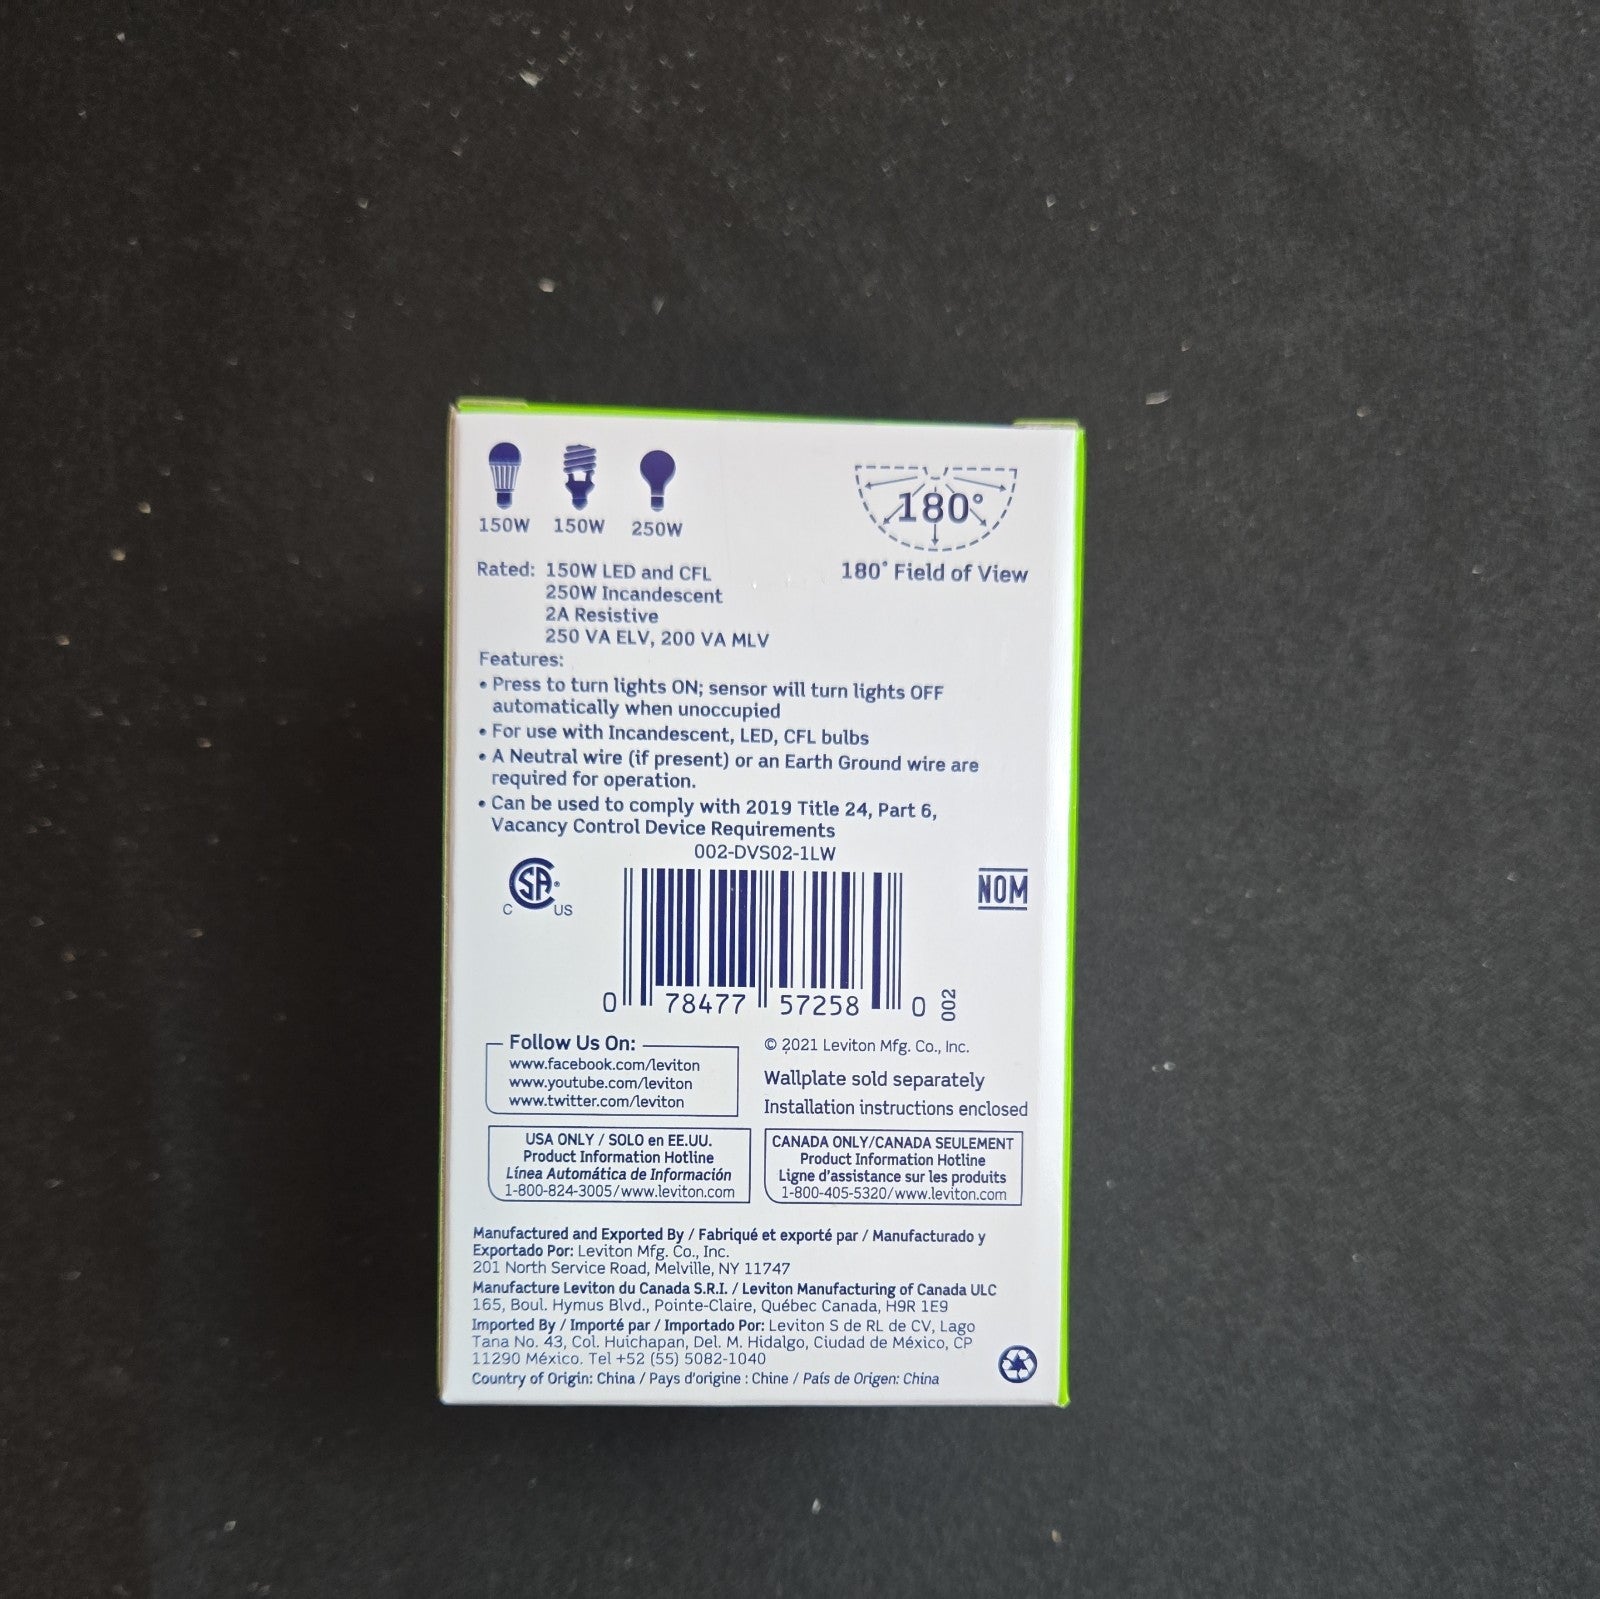 150W 150W 250W
180°
180° Field of View
Rated: 150W LED and CFL
250W Incandescent
2A Resistive
250 VA ELV, 200 VA MLV
Features:
• Press to turn lights ON; sensor will turn lights OFF
automatically when unoccupied
• For use with Incandescent, LED, CFL bulbs
• A Neutral wire (if present) or an Earth Ground wire are
required for operation.
• Can be used to comply with 2019 Title 24, Part 6,
Vacancy Control Device Requirements
002-DVS02-1LW
CSA
C US
NOM
0 78477 57258 0 002
Follow Us On:
www.facebook.com/leviton
www.youtube.com/leviton
www.twitter.com/leviton
© 2021 Leviton Mfg. Co., Inc.
Wallplate sold separately
Installation instructions enclosed
USA ONLY / SOLO en EE.UU.
Product Information Hotline
Línea Automática de Información
1-800-824-3005/www.leviton.com
CANADA ONLY/CANADA SEULEMENT
Product Information Hotline
Ligne d'assistance sur les produits
1-800-405-5320/www.leviton.com
Manufactured and Exported By / Fabriqué et exporté par / Manufacturado y
Exportado Por: Leviton Mfg. Co., Inc.
201 North Service Road, Melville, NY 11747
Manufacture Leviton du Canada S.R.I. / Leviton Manufacturing of Canada ULC
165, Boul. Hymus Blvd., Pointe-Claire, Québec Canada, H9R 1E9
Imported By / Importé par / Importado Por: Leviton S de RL de CV, Lago
Tana No. 43, Col. Huichapan, Del. M. Hidalgo, Ciudad de México, CP
11290 México. Tel +52 (55) 5082-1040
Country of Origin: China / Pays d'origine : Chine / País de Origen: China